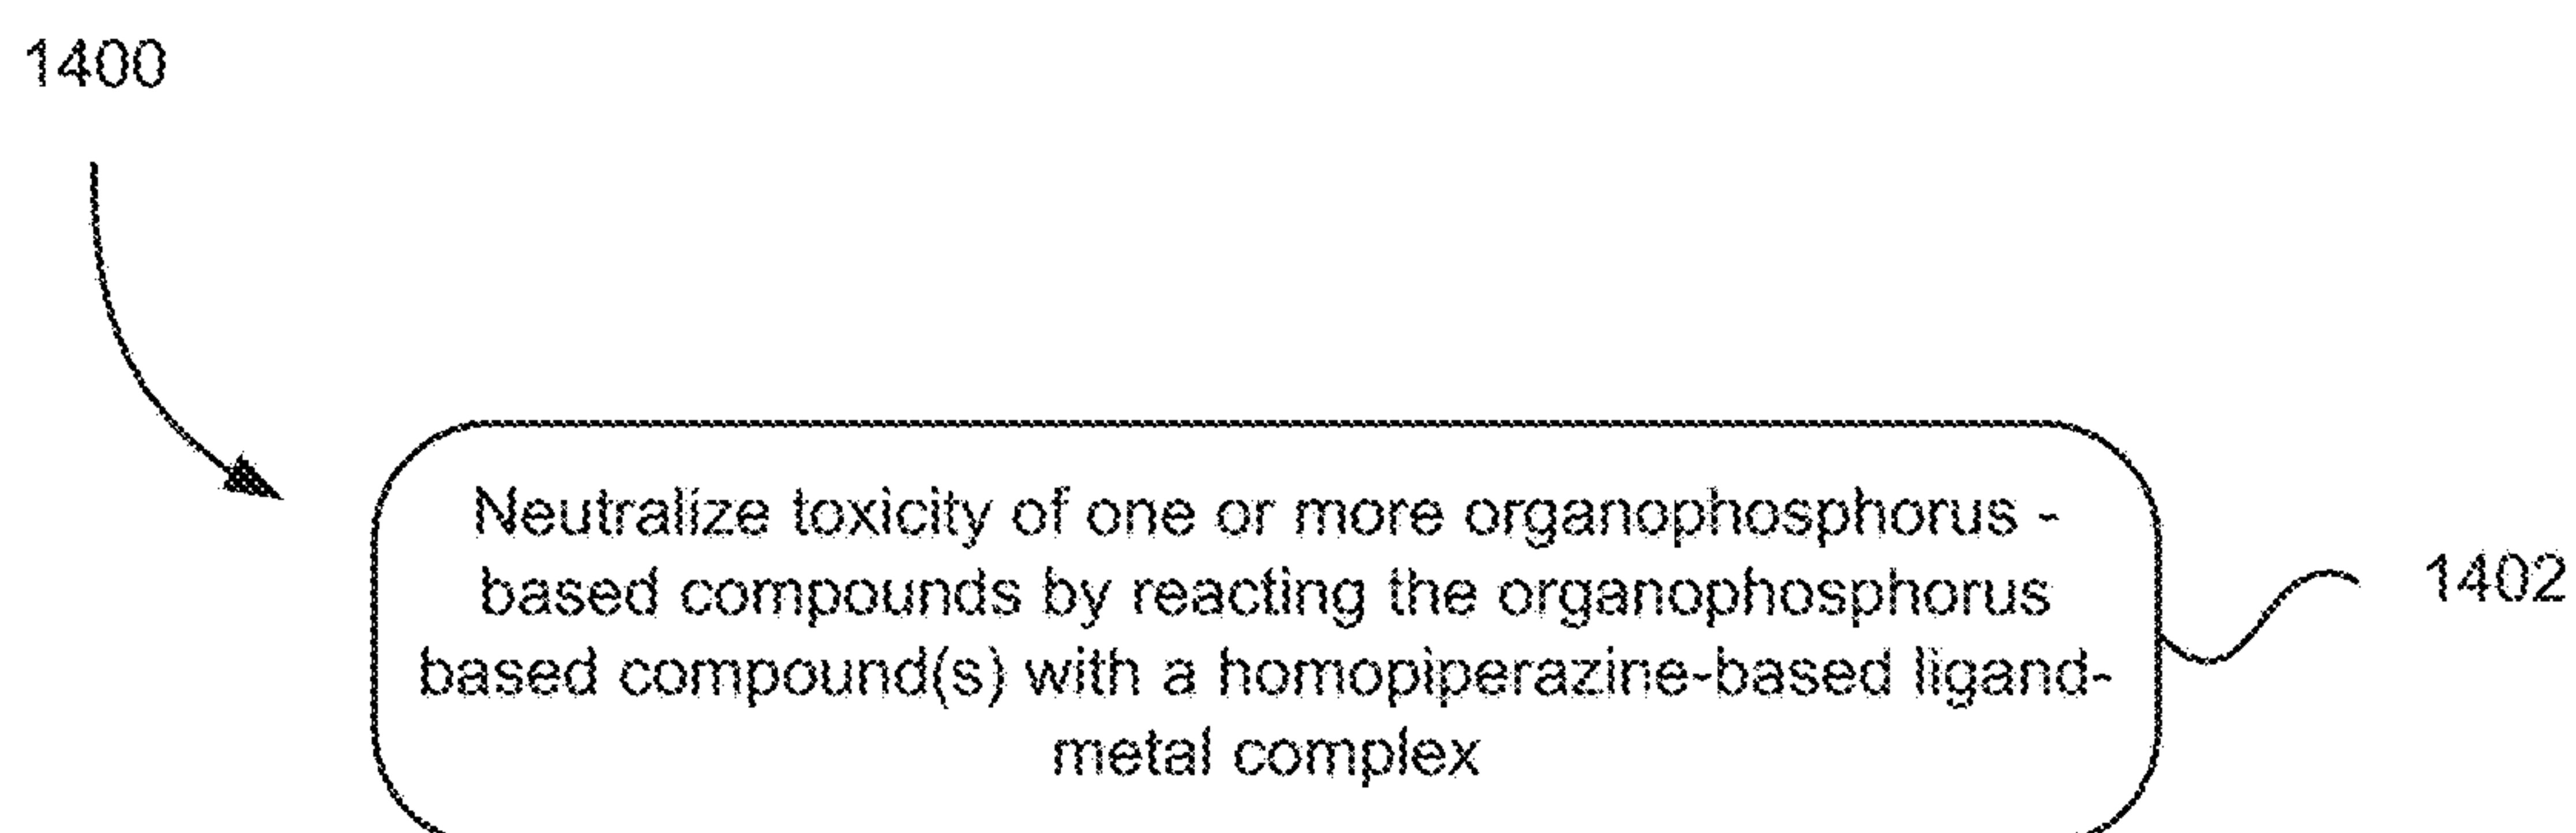 1400
Neutralize toxicity of one or more organophosphorus -
based compounds by reacting the organophosphorus
based compound(s) with a homopiperazine-based ligand-
metal complex
1402